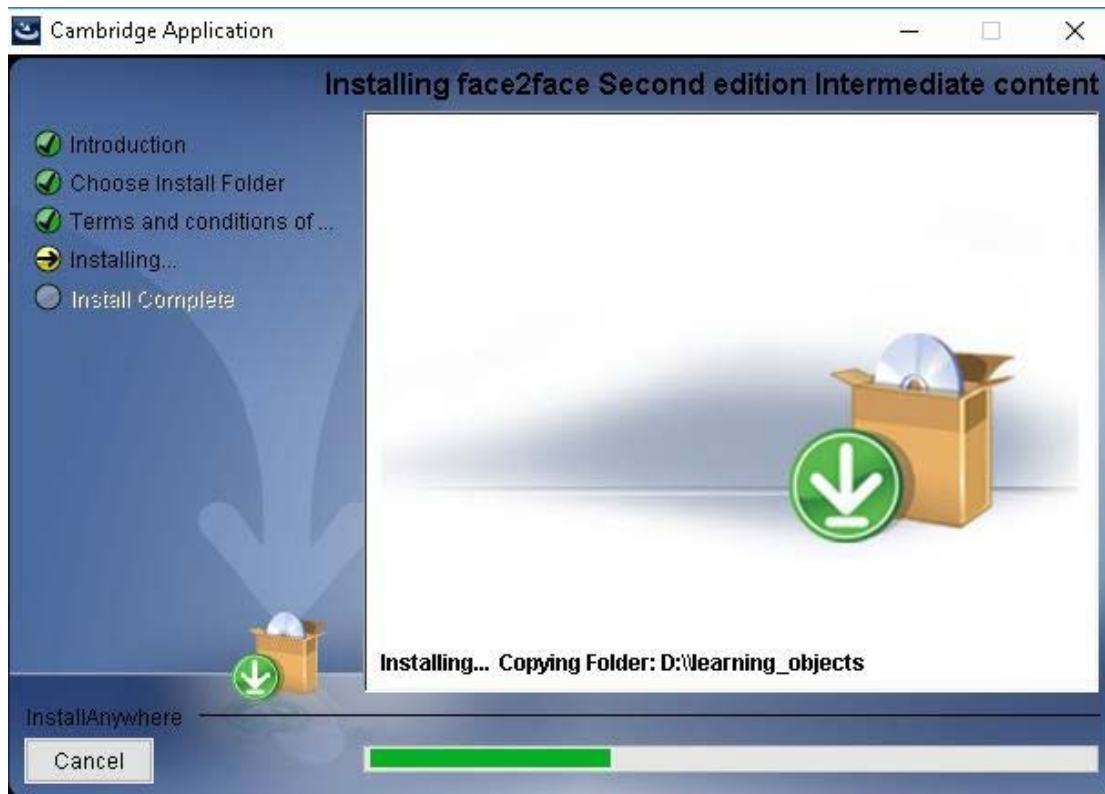 Cambridge Application
Installing face2face Second edition Intermediate content
Introduction
Choose Install Folder
Terms and conditions of ...
Installing...
Install Complete
Installing... Copying Folder: D:\\learning_objects
InstallAnywhere
Cancel